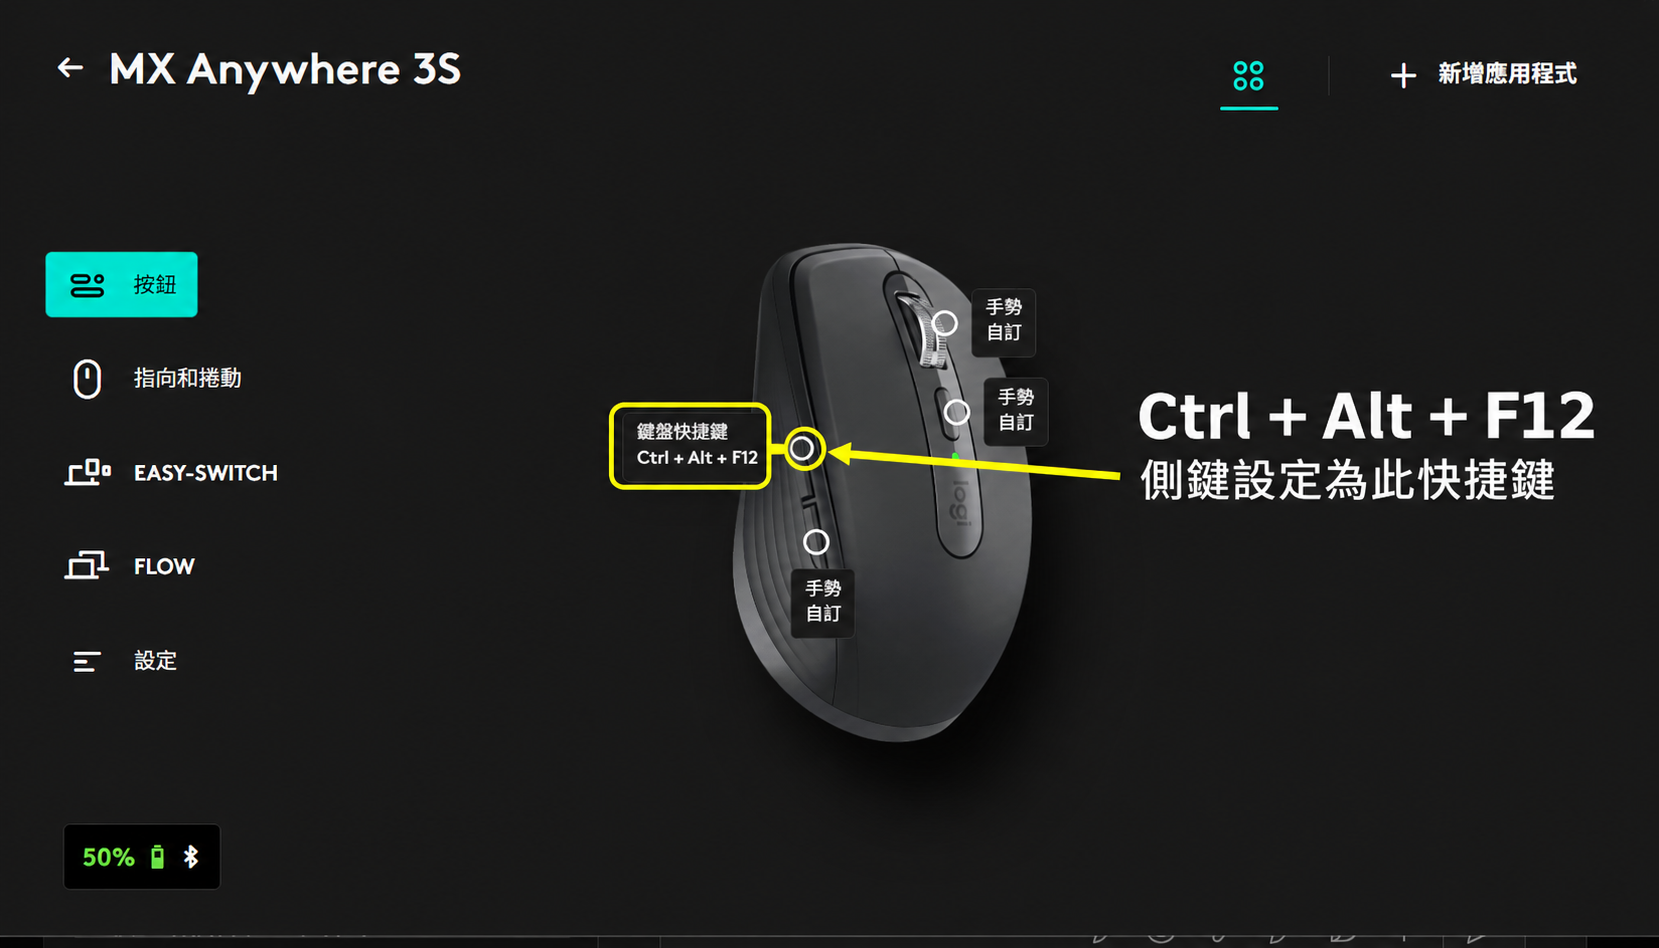 MX Anywhere 3S
新增應用程式
按鈕
指向和捲動
EASY-SWITCH
FLOW
設定
手勢
自訂
手勢
自訂
鍵盤快捷鍵
Ctrl + Alt + F12
Ctrl + Alt + F12
側鍵設定為此快捷鍵
logi
手勢
自訂
50%